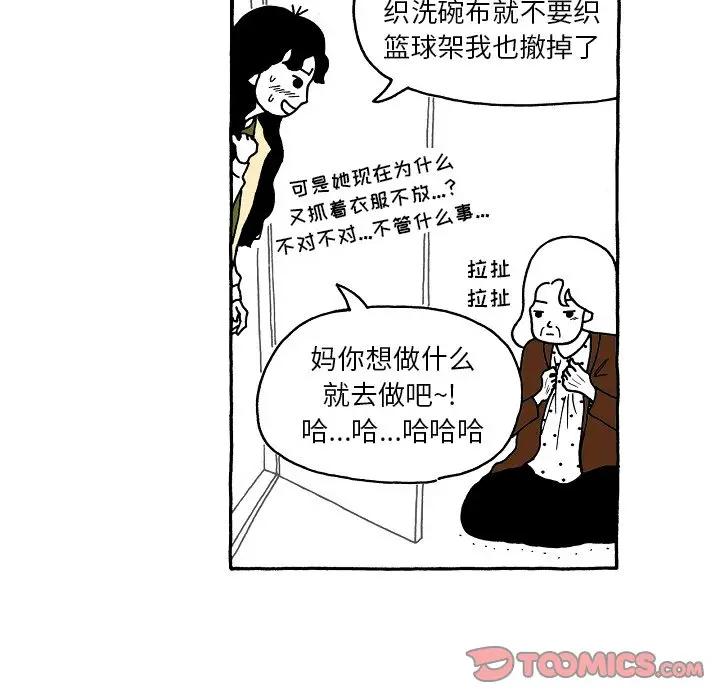 织洗碗布就不要织
篮球架我也撤掉了
可是她现在为什么
又抓着衣服不放...?
不对不对...不管什么事...
拉扯
拉扯
妈你想做什么
就去做吧~!
哈...哈...哈哈哈
TOOMICS.COM